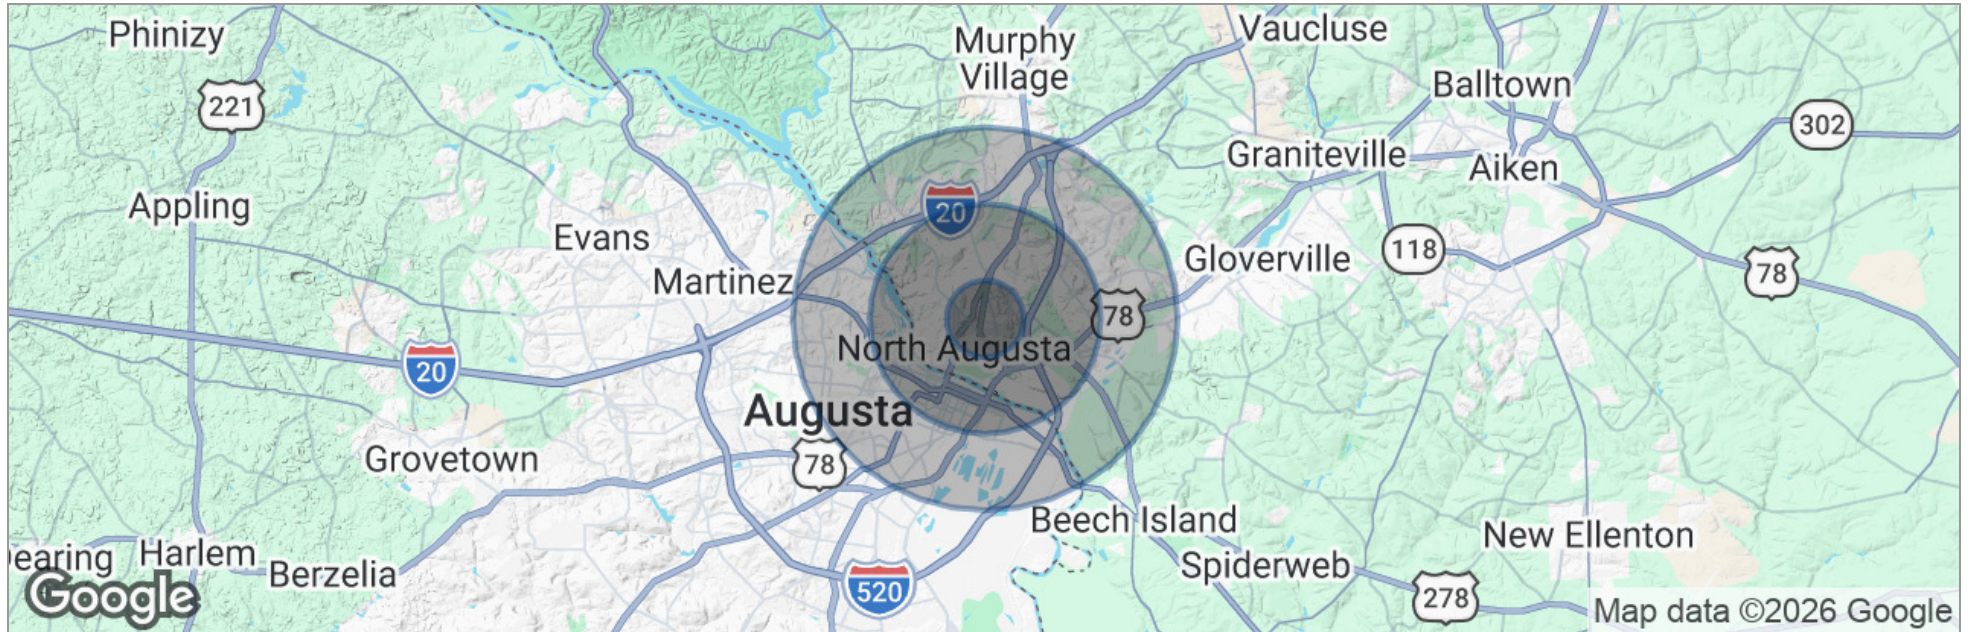 Phinizy
Murphy
Village
Vaucluse
Balltown
221
302
Graniteville
Aiken
Appling
20
Evans
118
Gloverville
Martinez
78
78
North Augusta
20
Augusta
78
Grovetown
Beech Island
New Ellenton
earing
Harlem
Berzelia
Spiderweb
520
278
Google
Map data ©2026 Google